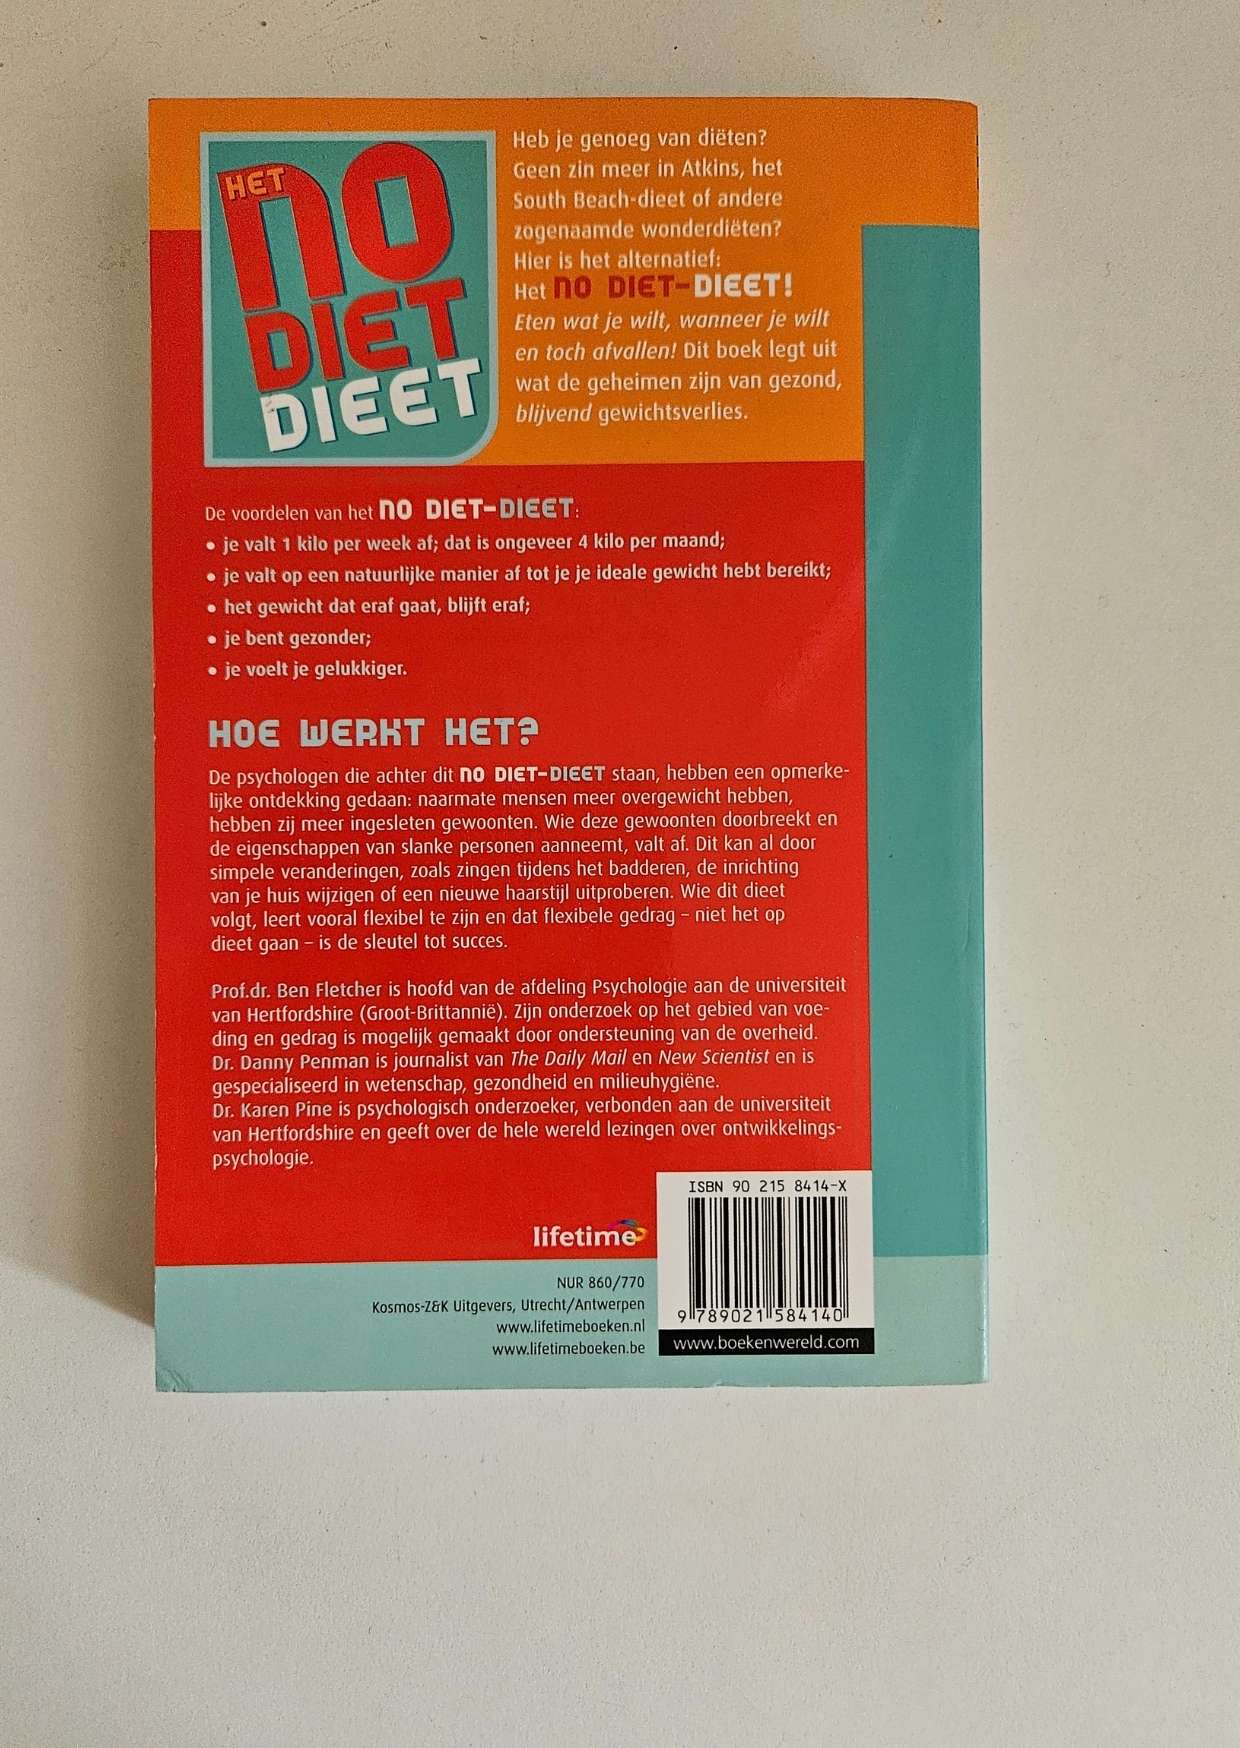 HET
NO
DIET
DIEET
Heb je genoeg van diëten?
Geen zin meer in Atkins, het
South Beach-dieet of andere
zogenaamde wonderdiëten?
Hier is het alternatief:
Het NO DIET-DIEET!
Eten wat je wilt, wanneer je wilt
en toch afvallen! Dit boek legt uit
wat de geheimen zijn van gezond,
blijvend gewichtsverlies.
De voordelen van het NO DIET-DIEET:
• je valt 1 kilo per week af; dat is ongeveer 4 kilo per maand;
• je valt op een natuurlijke manier af tot je je ideale gewicht hebt bereikt;
• het gewicht dat eraf gaat, blijft eraf;
• je bent gezonder;
• je voelt je gelukkiger.
HOE WERKT HET?
De psychologen die achter dit NO DIET-DIEET staan, hebben een opmerke-
lijke ontdekking gedaan: naarmate mensen meer overgewicht hebben,
hebben zij meer ingesleten gewoonten. Wie deze gewoonten doorbreekt en
de eigenschappen van slanke personen aanneemt, valt af. Dit kan al door
simpele veranderingen, zoals zingen tijdens het badderen, de inrichting
van je huis wijzigen of een nieuwe haarstijl uitproberen. Wie dit dieet
volgt, leert vooral flexibel te zijn en dat flexibele gedrag – niet het op
dieet gaan – is de sleutel tot succes.
Prof.dr. Ben Fletcher is hoofd van de afdeling Psychologie aan de universiteit
van Hertfordshire (Groot-Brittannië). Zijn onderzoek op het gebied van voe-
ding en gedrag is mogelijk gemaakt door ondersteuning van de overheid.
Dr. Danny Penman is journalist van The Daily Mail en New Scientist en is
gespecialiseerd in wetenschap, gezondheid en milieuhygiëne.
Dr. Karen Pine is psychologisch onderzoeker, verbonden aan de universiteit
van Hertfordshire en geeft over de hele wereld lezingen over ontwikkelings-
psychologie.
lifetime
NUR 860/770
Kosmos-Z&K Uitgevers, Utrecht/Antwerpen
www.lifetimeboeken.nl
www.lifetimeboeken.be
ISBN 90 215 8414-X
9 789021 584140
www.boekenwereld.com